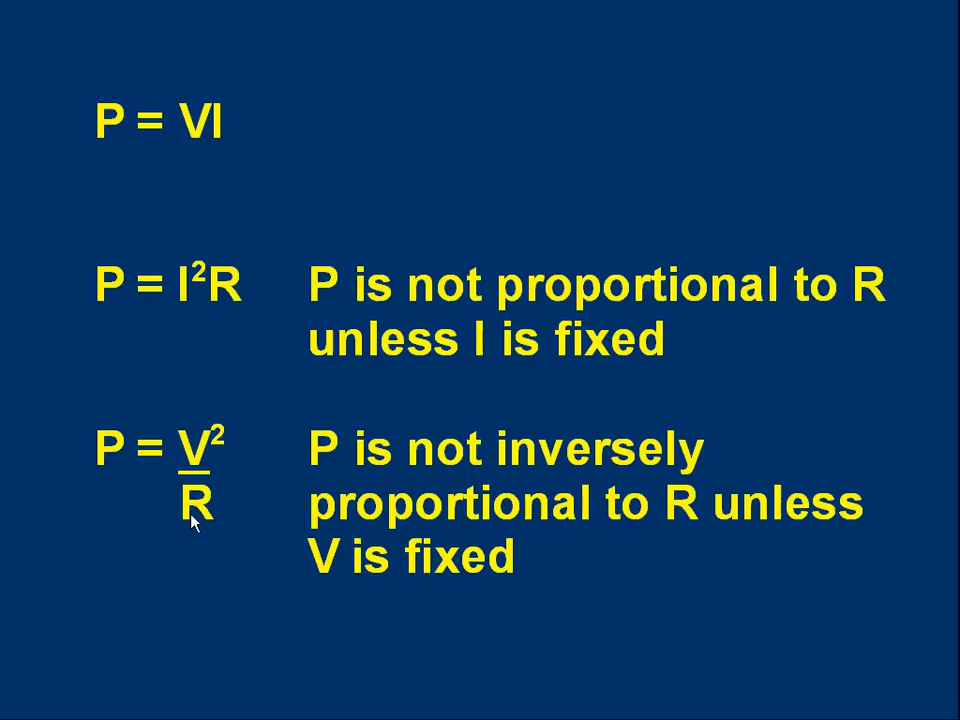 P = VI
P = I²R P is not proportional to R
unless I is fixed
P = V² P is not inversely
R proportional to R unless
V is fixed